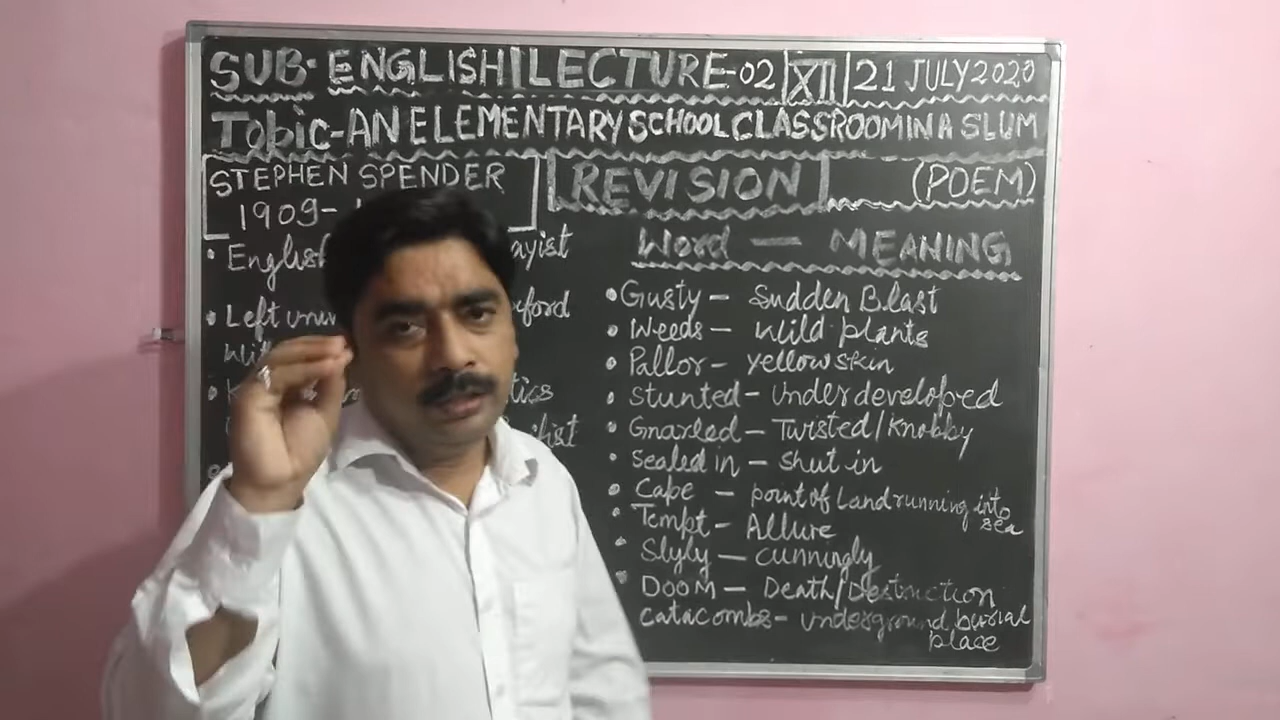 SUB. ENGLISH LECTURE-02 XII 21 JULY 2020
Topic-AN ELEMENTARY SCHOOL CLASSROOM IN A SLUM
STEPHEN SPENDER
REVISION
(POEM)
1909-
Word — MEANING
• Gusty - Sudden Blast
• Left
• Weeds - Wild plants
• Pallor - yellow skin
• Stunted - Underdeveloped
• Gnarled - Twisted/Knobby
• Sealed in - Shut in
• Cape - point of Land running into
sea
• Tempt - Allure
• Slyly - cunningly
• DOOM - Death/Destruction
catacombs - underground burial
place